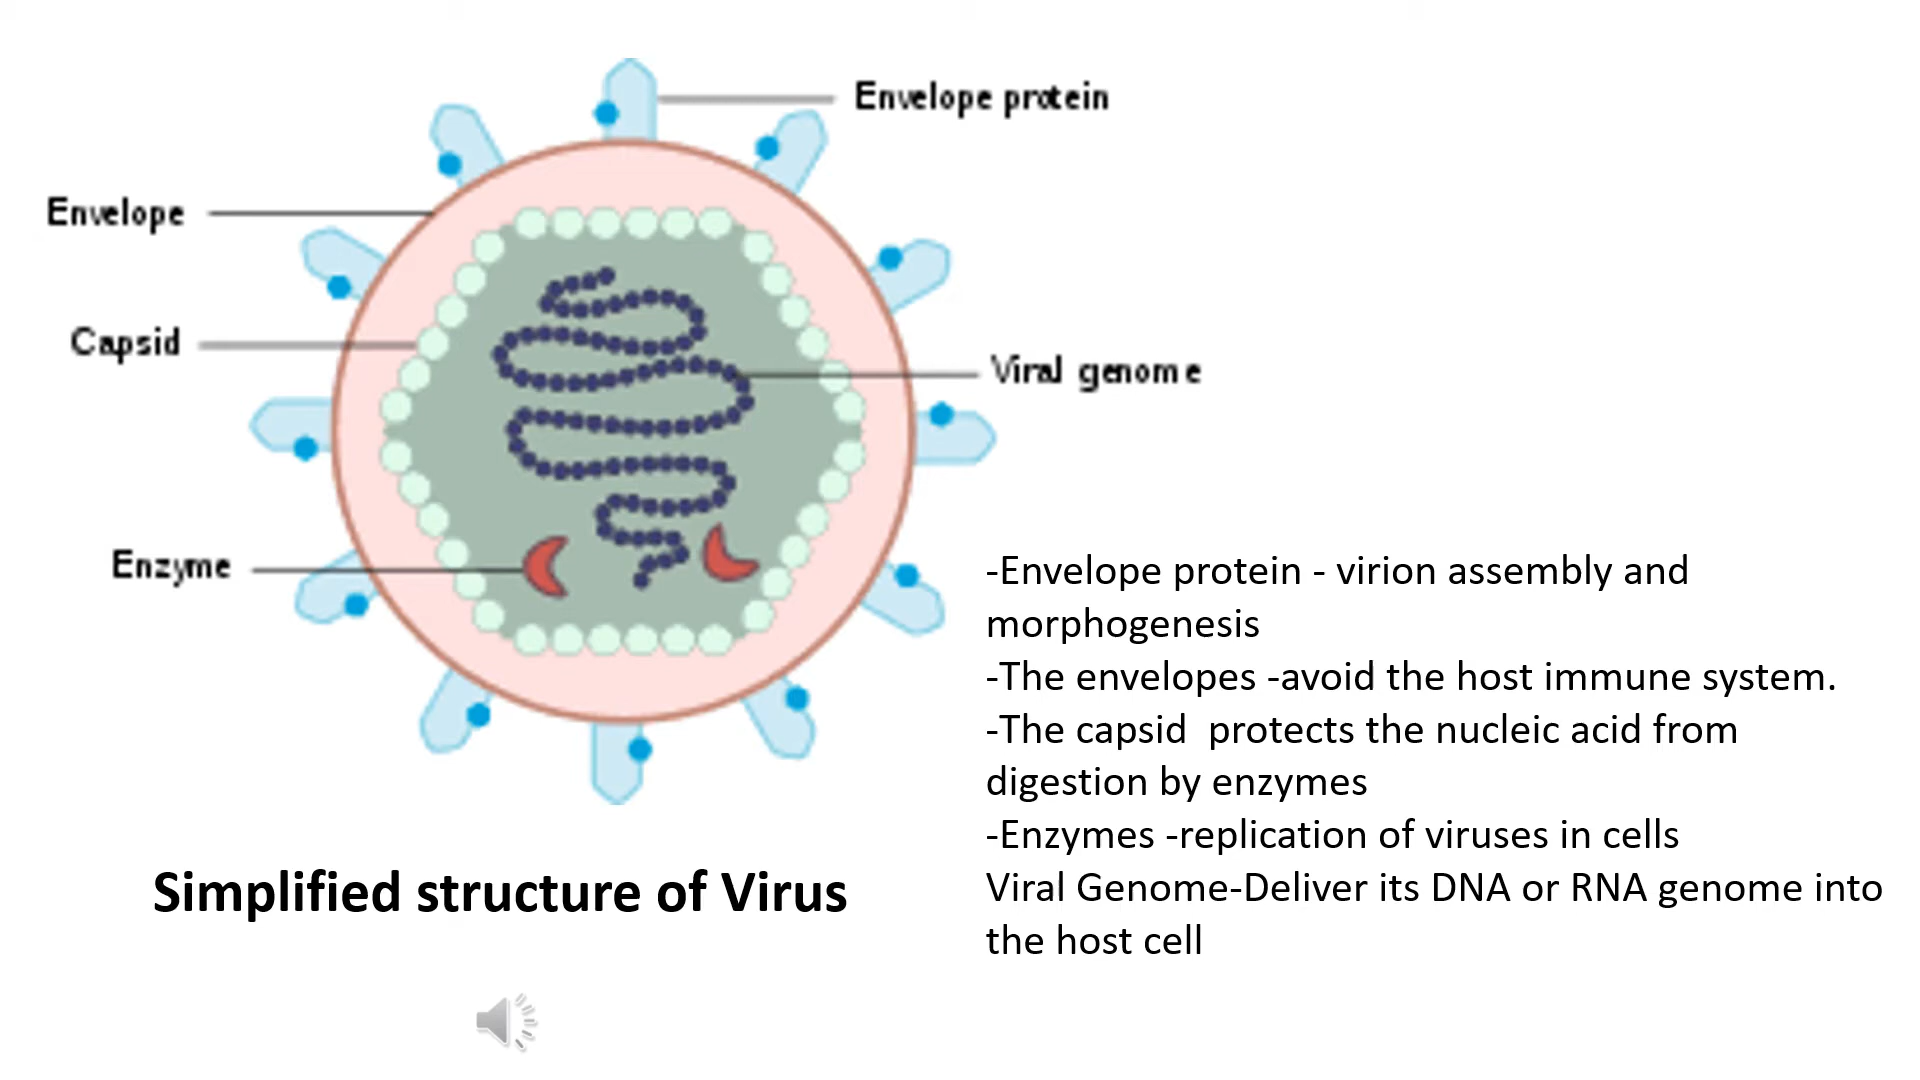 Envelope protein
Envelope
Capsid
Viral genome
Enzyme
-Envelope protein - virion assembly and
morphogenesis
-The envelopes -avoid the host immune system.
-The capsid  protects the nucleic acid from
digestion by enzymes
-Enzymes -replication of viruses in cells
Viral Genome-Deliver its DNA or RNA genome into
the host cell
Simplified structure of Virus